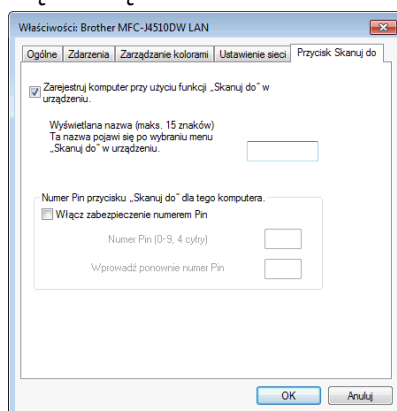 Właściwości: Brother MFC-J4510DW LAN
Ogólne Zdarzenia Zarządzanie kolorami Ustawienie sieci Przycisk Skanuj do
Zarejestruj komputer przy użyciu funkcji „Skanuj do" w
urządzeniu.
Wyświetlana nazwa (maks. 15 znaków)
Ta nazwa pojawi się po wybraniu menu
„Skanuj do" w urządzeniu.
Numer Pin przycisku „Skanuj do" dla tego komputera.
Włącz zabezpieczenie numerem Pin
Numer Pin (0-9, 4 cyfry)
Wprowadź ponownie numer Pin
OK Anuluj